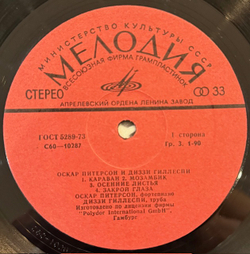 МИНИСТЕРСТВО КУЛЬТУРЫ СССР
МЕЛОДИЯ
ВСЕСОЮЗНАЯ ФИРМА ГРАМПЛАСТИНОК
СТЕРЕО
33
АПРЕЛЕВСКИЙ ОРДЕНА ЛЕНИНА ЗАВОД
ГОСТ 5289-73
С60—10287
1 сторона
Гр. 3. 1-90
ОСКАР ПИТЕРСОН И ДИЗЗИ ГИЛЛЕСПИ
1. КАРАВАН 2. МОЗАМБИК
3. ОСЕННИЕ ЛИСТЬЯ
4. ЗАКРОЙ ГЛАЗА
ОСКАР ПИТЕРСОН, фортепиано
ДИЗЗИ ГИЛЛЕСПИ, труба
Изготовлено по лицензии фирмы
"Polydor International GmbH",
Гамбург